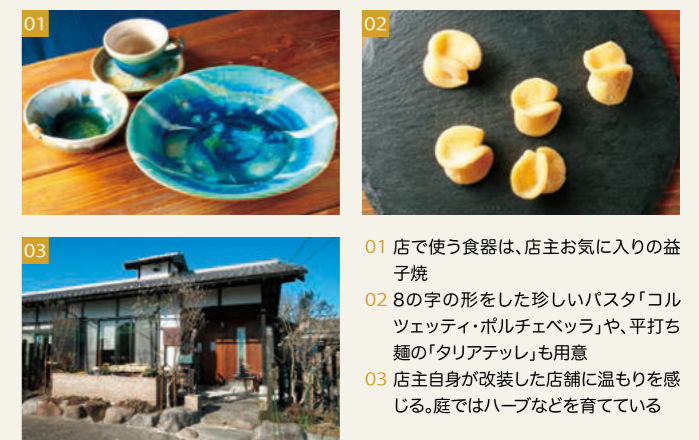 01
02
03
01 店で使う食器は、店主お気に入りの益
子焼
02 8の字の形をした珍しいパスタ「コル
ツェッティ・ポルチェベッラ」や、平打ち
麺の「タリアテッレ」も用意
03 店主自身が改装した店舗に温もりを感
じる。庭ではハーブなどを育てている